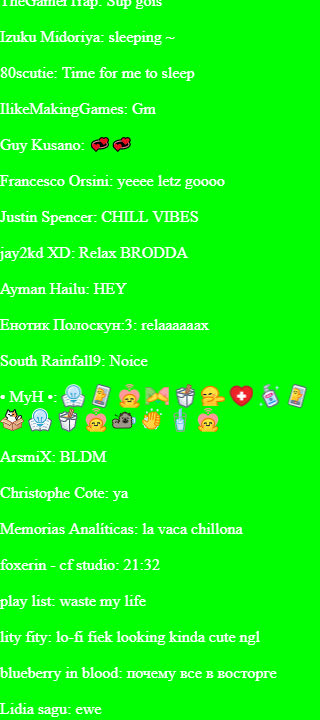 TheGamerTrap: Sup gois
Izuku Midoriya: sleeping ~
80scutie: Time for me to sleep
IlikeMakingGames: Gm
Guy Kusano: 💞💞
Francesco Orsini: yeeee letz goooo
Justin Spencer: CHILL VIBES
jay2kd XD: Relax BRODDA
Ayman Hailu: HEY
Енотик Полоскун:3: relaaaaaax
South Rainfall9: Noice
• MyH •:
ArsmiX: BLDM
Christophe Cote: ya
Memorias Analíticas: la vaca chillona
foxerin - cf studio: 21:32
play list: waste my life
lity fity: lo-fi fiek looking kinda cute ngl
blueberry in blood: почему все в восторге
Lidia sagu: ewe